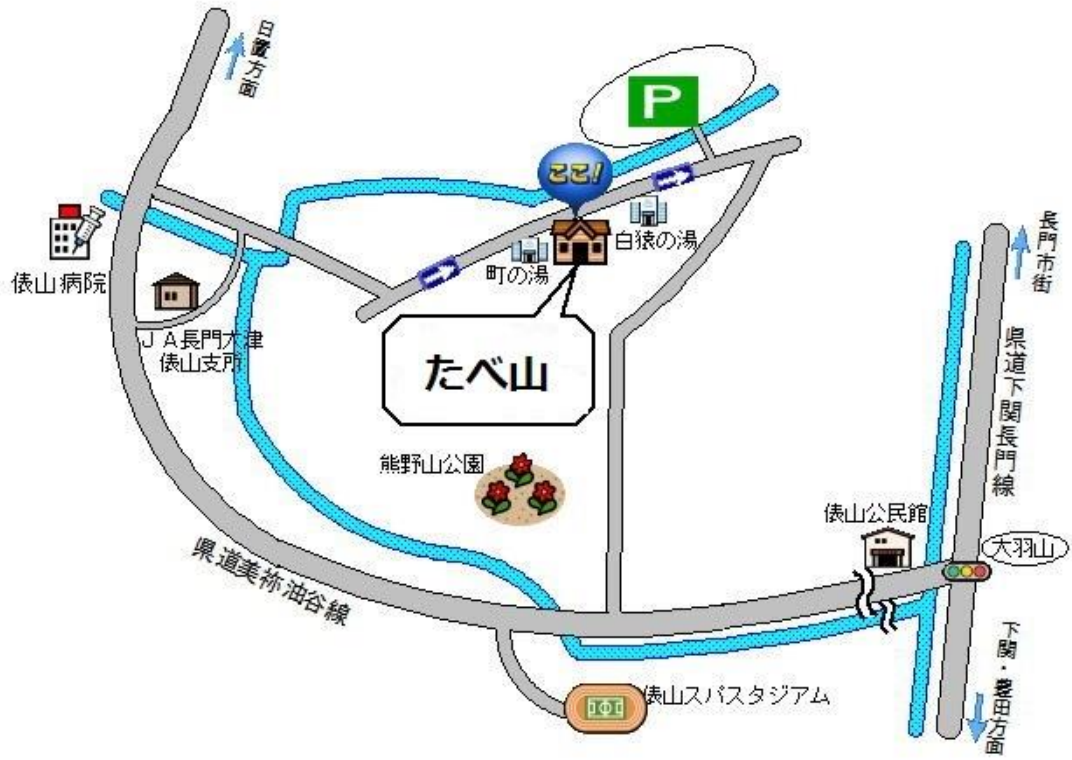 日置方面
P
ここ!
白猿の湯
町の湯
俵山病院
JA長門大津
俵山支所
たべ山
熊野山公園
長門市街
県道下関長門線
俵山公民館
大羽山
県道美祢油谷線
下関・豊田方面
俵山スパスタジアム